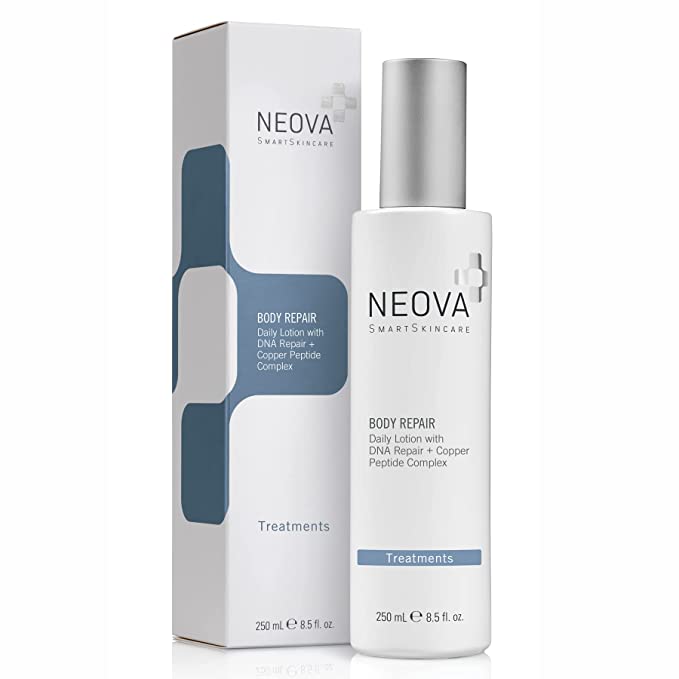 NEOVA
SMARTSKINCARE
BODY REPAIR
Daily Lotion with
DNA Repair +
Copper Peptide
Complex
Treatments
250 mL ℮ 8.5 fl. oz.
NEOVA
SMARTSKINCARE
BODY REPAIR
Daily Lotion with
DNA Repair + Copper
Peptide Complex
Treatments
250 mL ℮ 8.5 fl. oz.